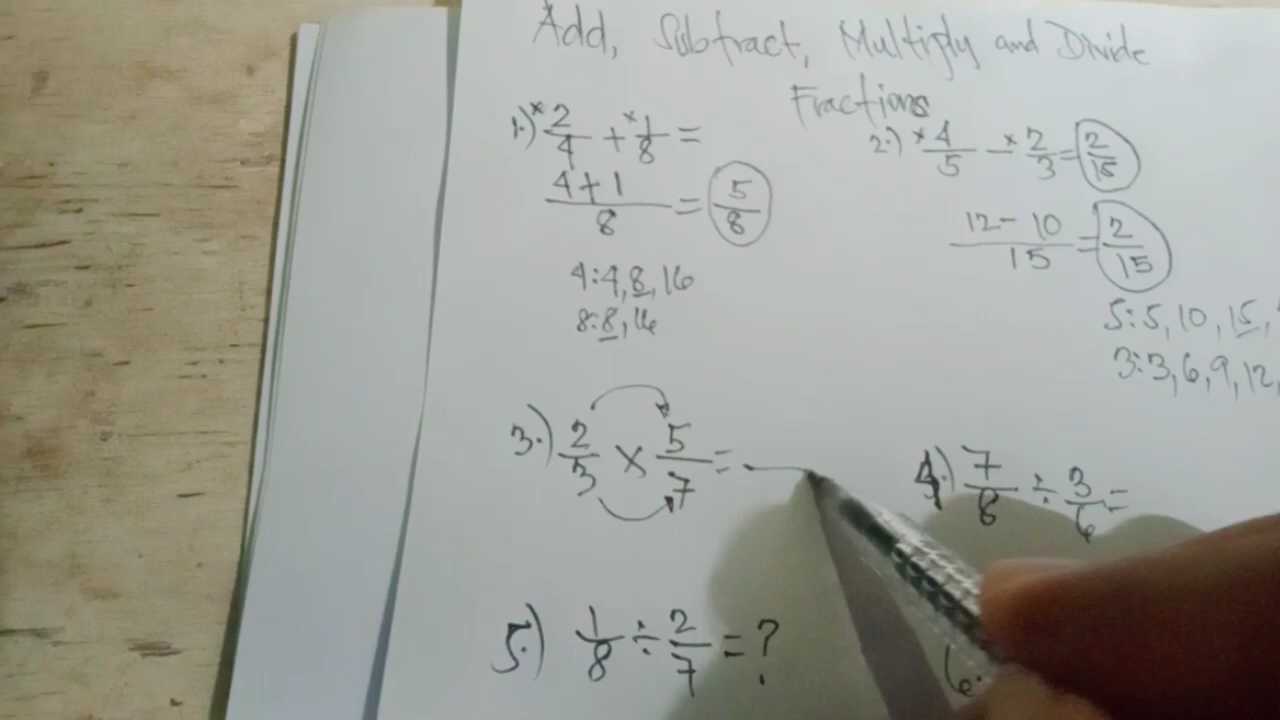 Add, Subtract, Multiply and Divide
Fractions
1.) × 2/4 + × 1/8 =
4+1/8 = 5/8
4:4,8,16
8:8,16
2.) × 4/5 − × 2/3 = 2/15
12-10/15 = 2/15
5:5,10,15,
3:3,6,9,12,
3.) 2/3 × 5/7 =
4.) 7/8 ÷ 3/6 =
5.) 1/8 ÷ 2/7 = ?
6.